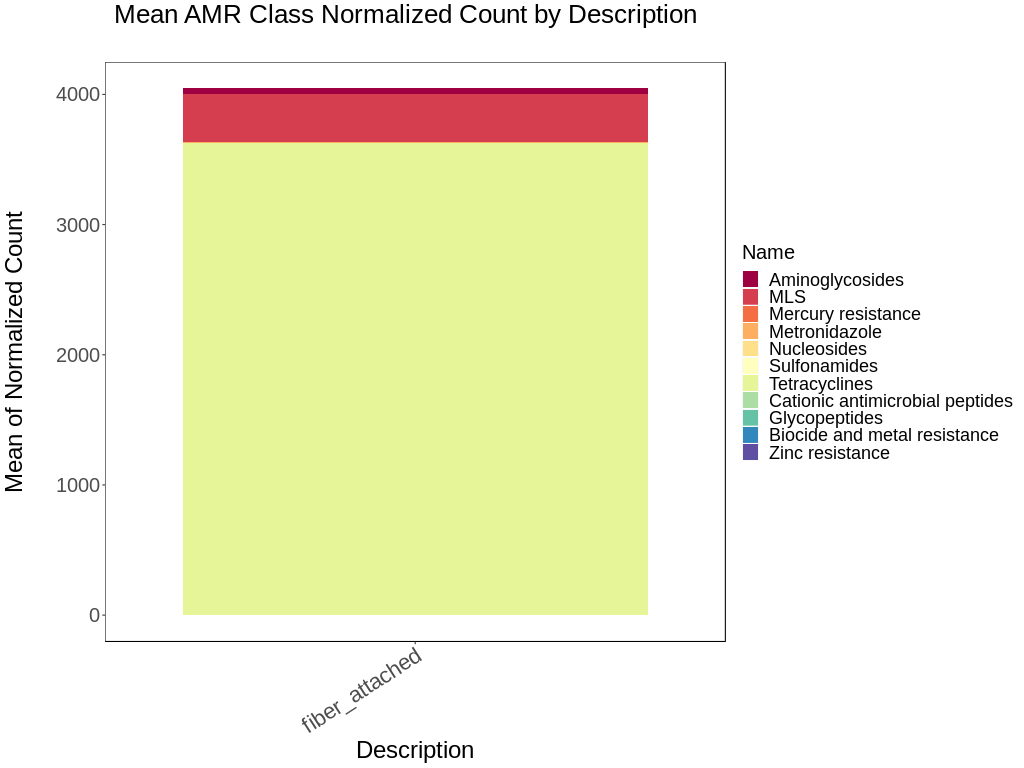 Mean AMR Class Normalized Count by Description
Mean of Normalized Count
4000
3000
2000
1000
0
fiber_attached
Description
Name
Aminoglycosides
MLS
Mercury resistance
Metronidazole
Nucleosides
Sulfonamides
Tetracyclines
Cationic antimicrobial peptides
Glycopeptides
Biocide and metal resistance
Zinc resistance